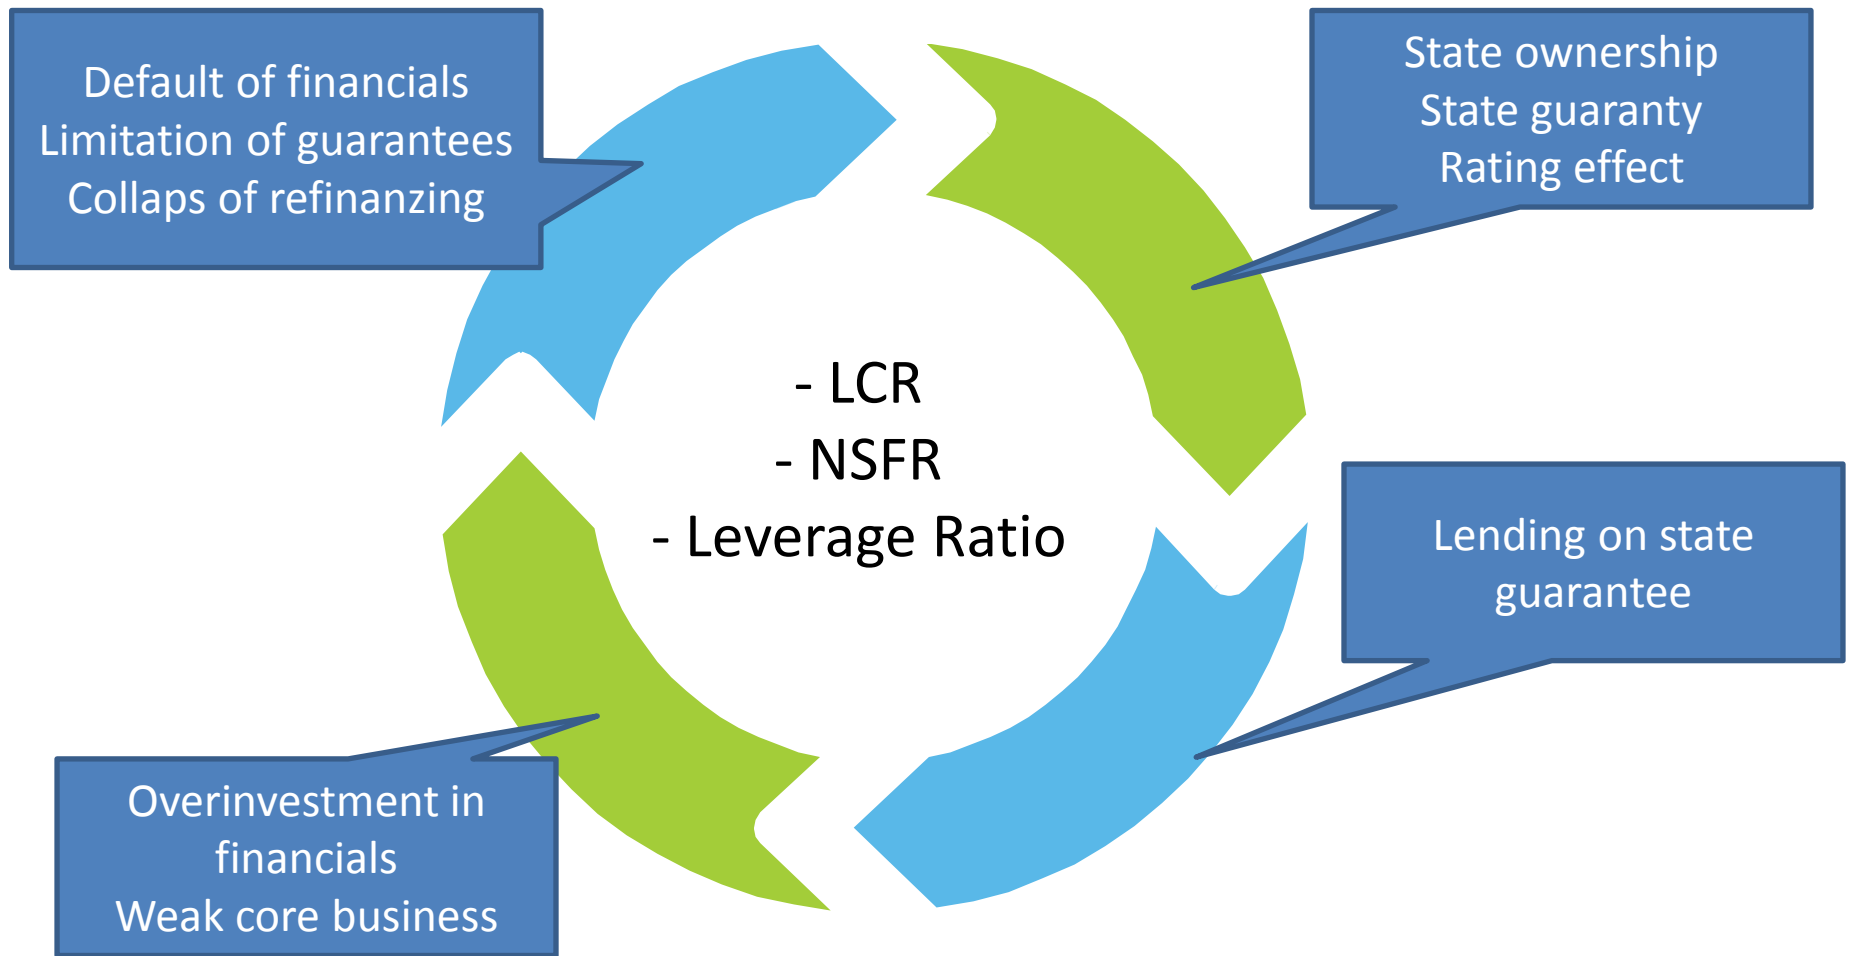 Default of financials
Limitation of guarantees
Collaps of refinanzing
State ownership
State guaranty
Rating effect
- LCR
- NSFR
- Leverage Ratio
Lending on state
guarantee
Overinvestment in
financials
Weak core business